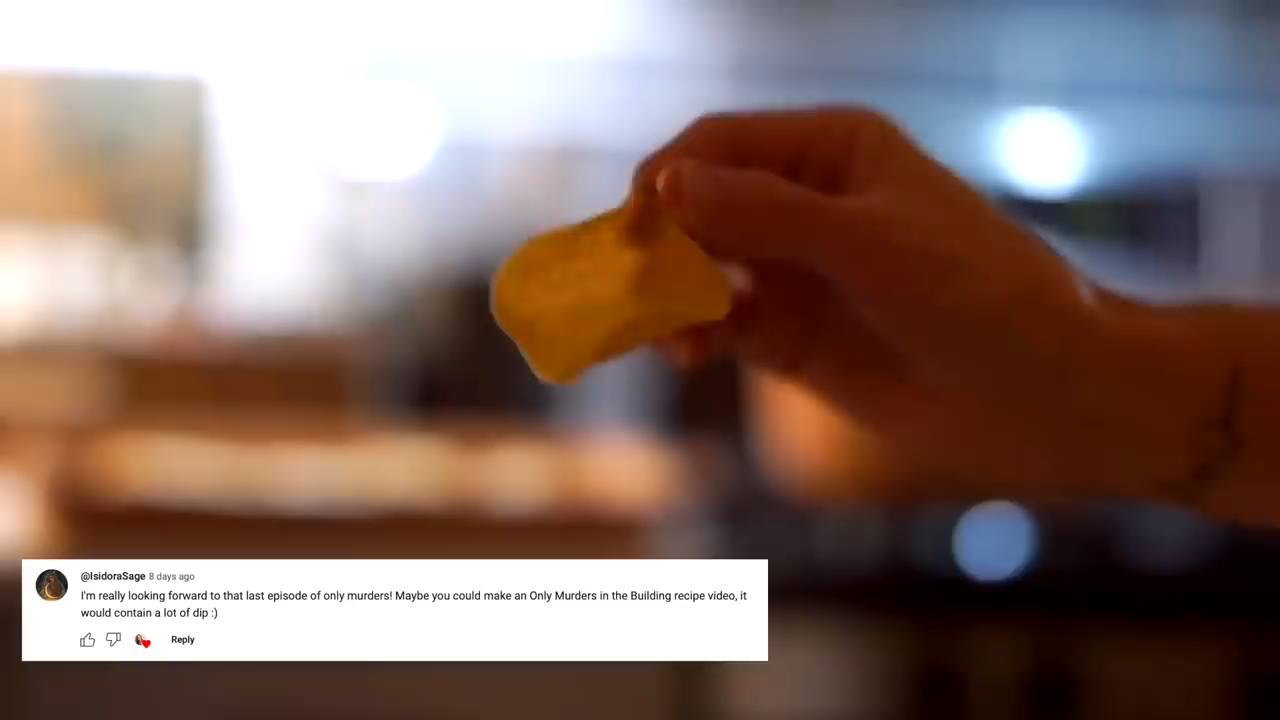 @IsidoraSage 8 days ago
I'm really looking forward to that last episode of only murders! Maybe you could make an Only Murders in the Building recipe video, it
would contain a lot of dip :)
Reply